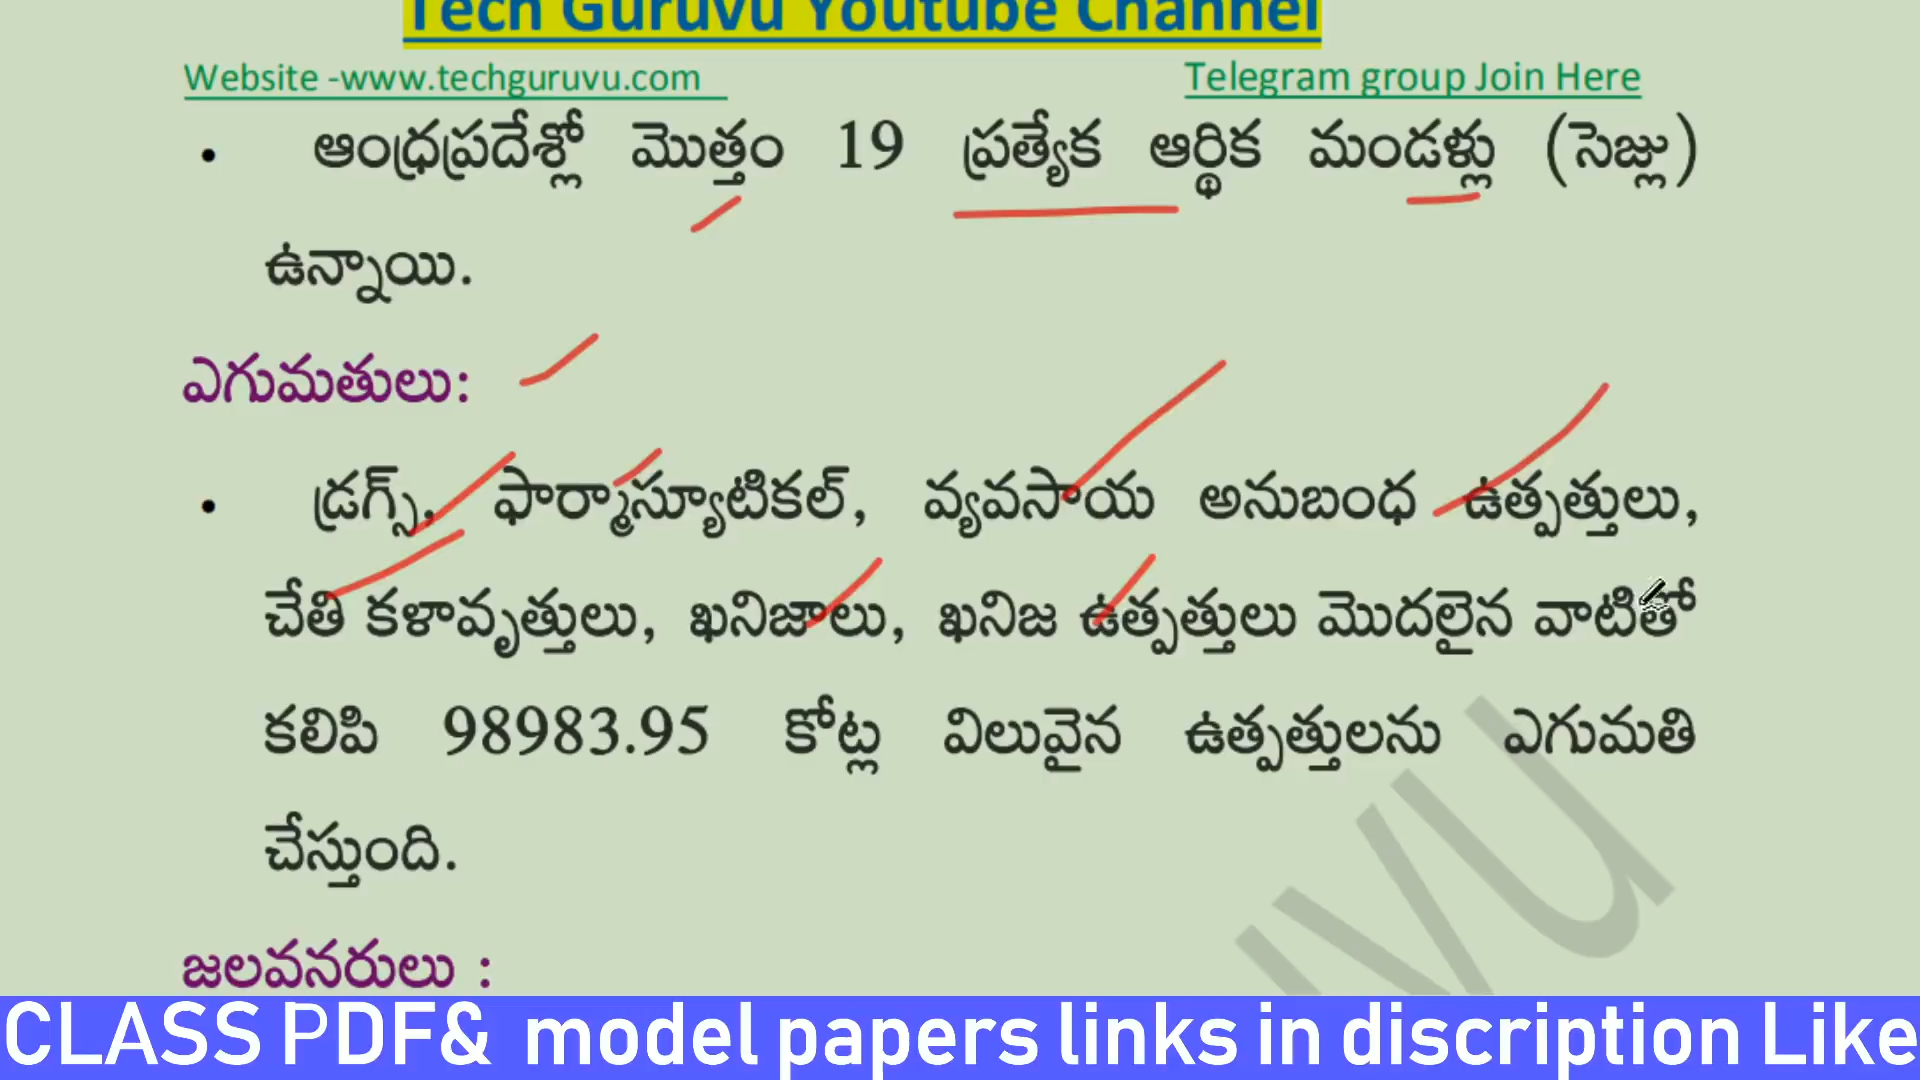 Tech Guruvu Youtube Channel
Website -www.techguruvu.com Telegram group Join Here
• ఆంధ్రప్రదేశ్లో మొత్తం 19 ప్రత్యేక ఆర్థిక మండళ్లు (సెజ్లు)
ఉన్నాయి.
ఎగుమతులు:
• డ్రగ్స్, ఫార్మాస్యూటికల్, వ్యవసాయ అనుబంధ ఉత్పత్తులు,
చేతి కళావృత్తులు, ఖనిజాలు, ఖనిజ ఉత్పత్తులు మొదలైన వాటితో
కలిపి 98983.95 కోట్ల విలువైన ఉత్పత్తులను ఎగుమతి
చేస్తుంది.
జలవనరులు :
CLASS PDF& model papers links in discription Like